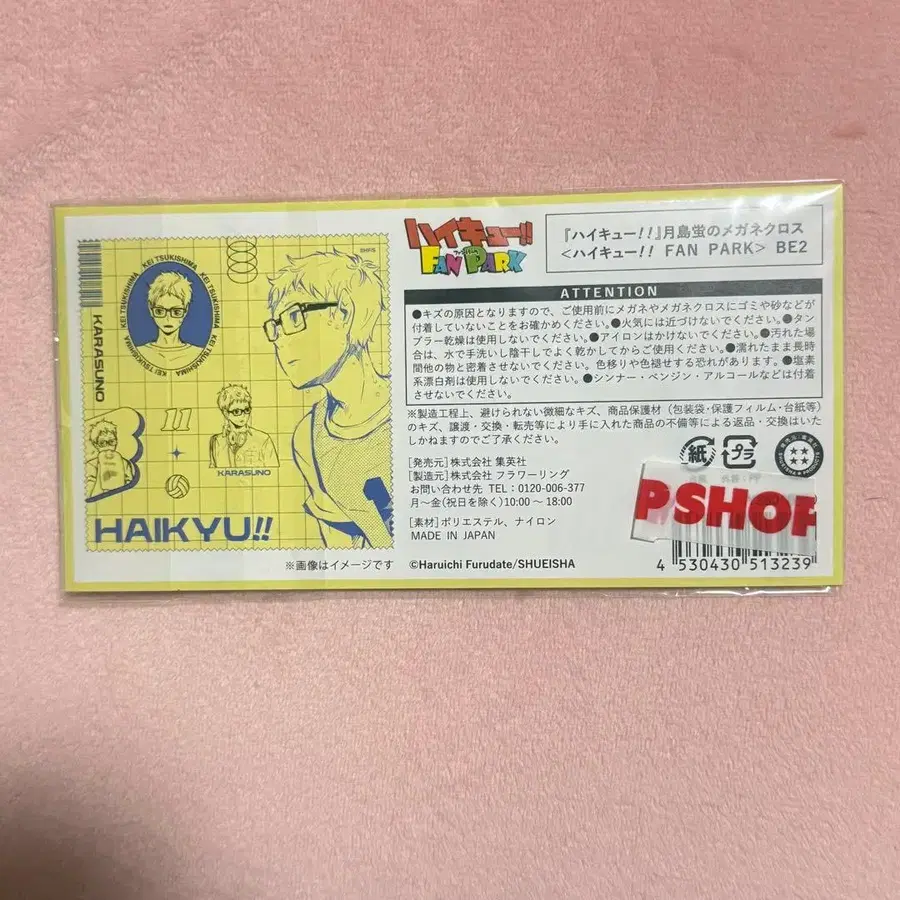 KARASUNO
KEI TSUKISHIMA KEI TSUKISHIMA KEI TSUKISHIMA KEI TSUKISHIMA
11
KARASUNO
HAIKYU!!
※画像はイメージです
ハイキュー!!
FAN PARK
『ハイキュー!!』月島蛍のメガネクロス
<ハイキュー!! FAN PARK> BE2
ATTENTION
●キズの原因となりますので、ご使用前にメガネやメガネクロスにゴミや砂などが
付着していないことをお確かめください。●火気には近づけないでください。●タン
ブラー乾燥は使用しないでください。●アイロンはかけないでください。●汚れた場
合は、水で手洗いし陰干しでよく乾かしてからご使用ください。●濡れたまま長時
間他の物と密着させないでください。色移りや色褪せする恐れがあります。●塩素
系漂白剤は使用しないでください。●シンナー・ベンジン・アルコールなどは付着
させないでください。
※製造工程上、避けられない微細なキズ、商品保護材(包装袋・保護フィルム・台紙等)
のキズ、譲渡・交換・転売等により手に入れた商品の不備等による返品・交換はいた
しかねますのでご了承ください。
[発売元]株式会社 集英社
[製造元]株式会社 フラワーリング
お問い合わせ先 TEL:0120-006-377
月〜金(祝日を除く)10:00〜18:00
[素材]ポリエステル、ナイロン
MADE IN JAPAN
©Haruichi Furudate/SHUEISHA
紙
プラ
P SHOP
4 530430 513239